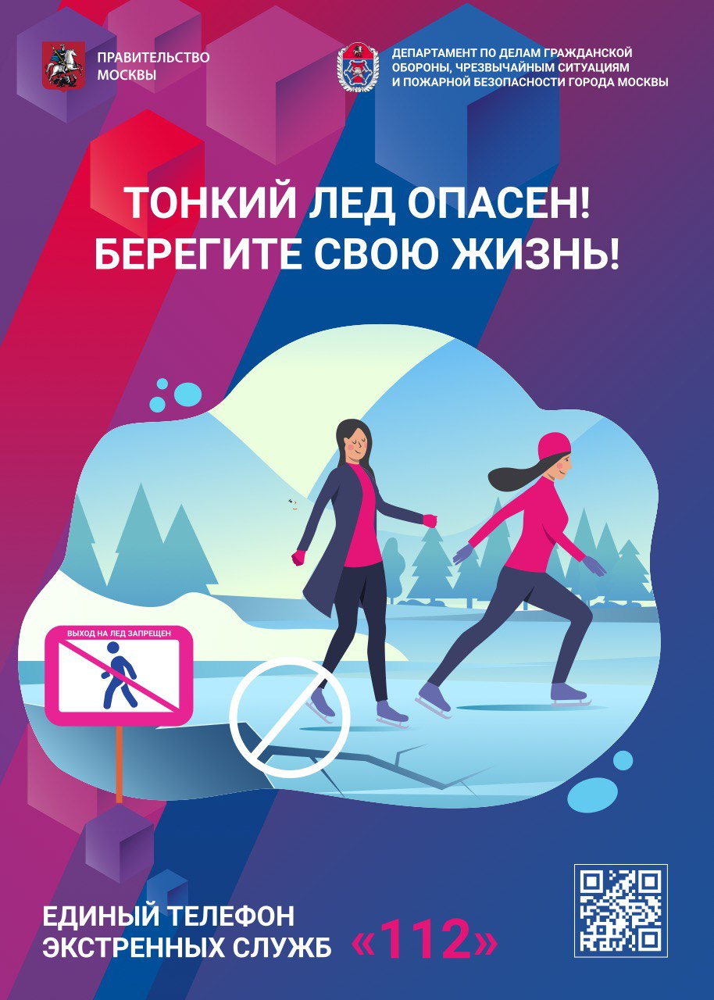 ПРАВИТЕЛЬСТВО
МОСКВЫ
ДЕПАРТАМЕНТ ПО ДЕЛАМ ГРАЖДАНСКОЙ
ОБОРОНЫ, ЧРЕЗВЫЧАЙНЫМ СИТУАЦИЯМ
И ПОЖАРНОЙ БЕЗОПАСНОСТИ ГОРОДА МОСКВЫ
ТОНКИЙ ЛЕД ОПАСЕН!
БЕРЕГИТЕ СВОЮ ЖИЗНЬ!
ВЫХОД НА ЛЕД ЗАПРЕЩЕН
ЕДИНЫЙ ТЕЛЕФОН
ЭКСТРЕННЫХ СЛУЖБ «112»